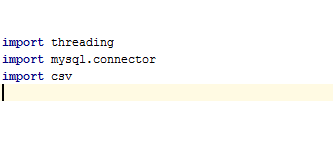 import threading
import mysql.connector
import csv